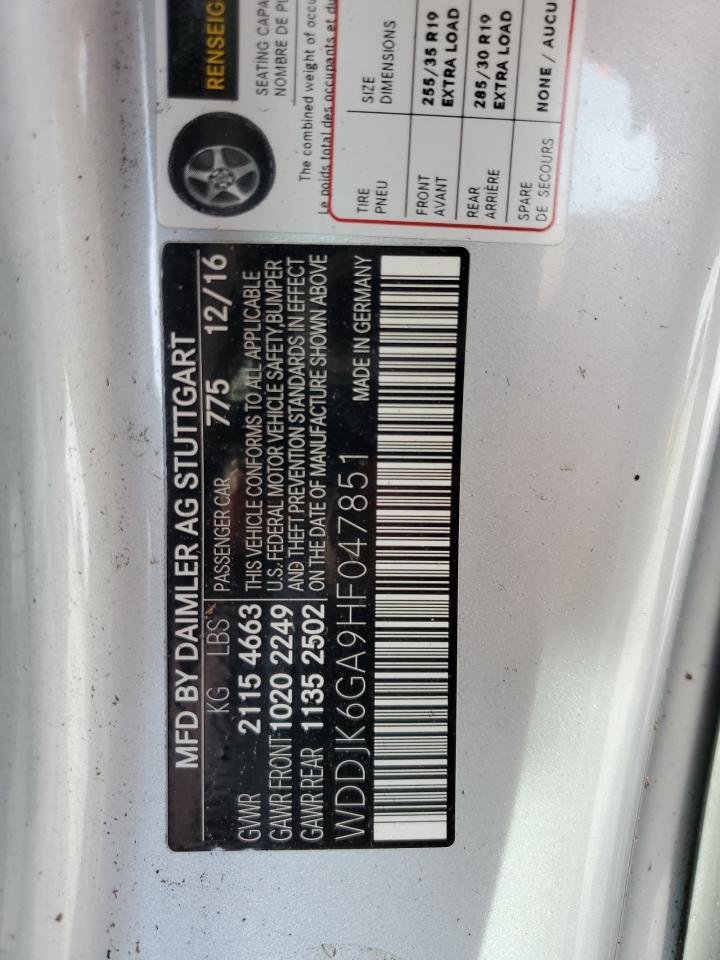 MFD BY DAIMLER AG STUTTGART
KG LBS PASSENGER CAR 775 12/16
GVWR 2115 4663 THIS VEHICLE CONFORMS TO ALL APPLICABLE
U.S. FEDERAL MOTOR VEHICLE SAFETY,BUMPER
GAWR FRONT 1020 2249 AND THEFT PREVENTION STANDARDS IN EFFECT
GAWR REAR 1135 2502 ON THE DATE OF MANUFACTURE SHOWN ABOVE
WDDJK6GA9HF047851 MADE IN GERMANY
RENSEIG
SEATING CAPA
NOMBRE DE PL
The combined weight of occu
Le poids total des occupants et du
TIRE SIZE
PNEU DIMENSIONS
FRONT 255/35 R19
AVANT EXTRA LOAD
REAR 285/30 R19
ARRIÈRE EXTRA LOAD
SPARE NONE / AUCU
DE SECOURS